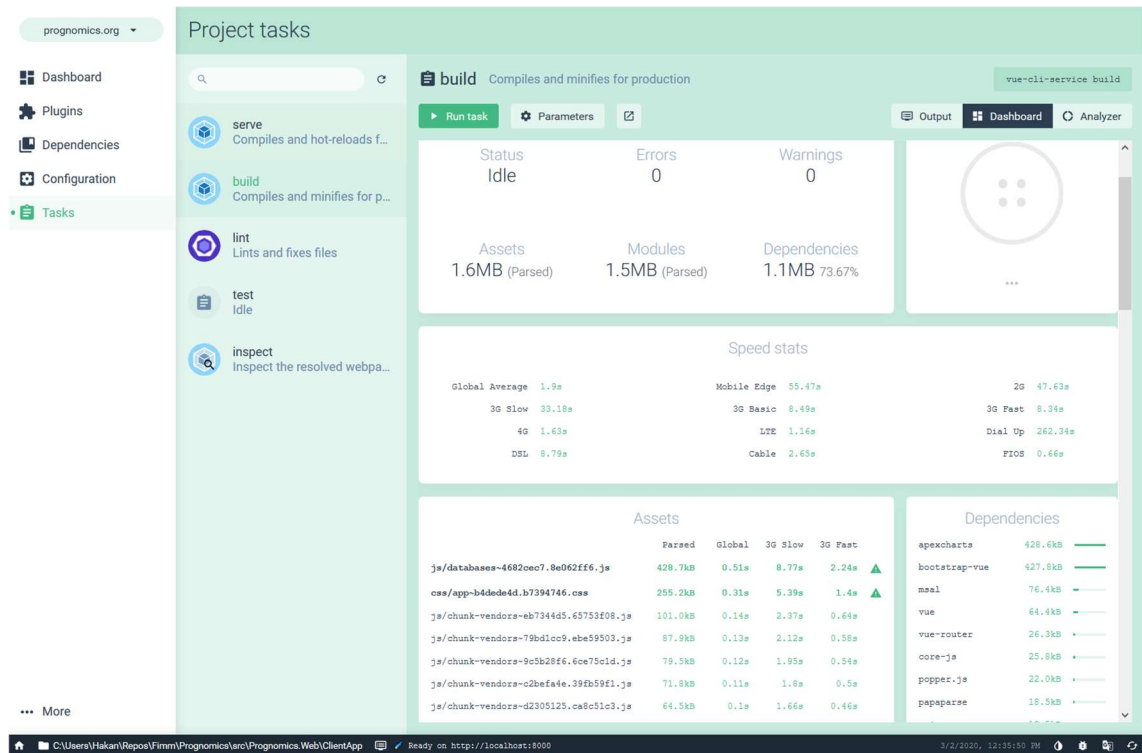 prognomics.org
Project tasks
Dashboard
Plugins
Dependencies
Configuration
Tasks
More
serve
Compiles and hot-reloads f...
build
Compiles and minifies for p...
lint
Lints and fixes files
test
Idle
inspect
Inspect the resolved webpa...
build Compiles and minifies for production
vue-cli-service build
Run task Parameters
Output Dashboard Analyzer
Status Errors Warnings
Idle 0 0
Assets Modules Dependencies
1.6MB (Parsed) 1.5MB (Parsed) 1.1MB 73.67%
Speed stats
Global Average 1.9s Mobile Edge 55.47s 2G 47.63s
3G Slow 33.18s 3G Basic 8.49s 3G Fast 8.34s
4G 1.63s LTE 1.16s Dial Up 262.34s
DSL 8.79s Cable 2.65s FIOS 0.66s
Assets
Parsed Global 3G Slow 3G Fast
js/databases~4682cec7.8e062ff6.js 428.7kB 0.51s 8.77s 2.24s
css/app~b4dede4d.b7394746.css 255.2kB 0.31s 5.39s 1.4s
js/chunk-vendors~eb7344d5.65753f08.js 101.0kB 0.14s 2.37s 0.64s
js/chunk-vendors~79bd1cc9.ebe59503.js 87.9kB 0.13s 2.12s 0.58s
js/chunk-vendors~9c5b28f6.6ce75c1d.js 79.5kB 0.12s 1.95s 0.54s
js/chunk-vendors~c2befa4e.39fb59f1.js 71.8kB 0.11s 1.8s 0.5s
js/chunk-vendors~d2305125.ca8c51c3.js 64.5kB 0.1s 1.66s 0.46s
Dependencies
apexcharts 428.6kB
bootstrap-vue 427.8kB
msal 76.4kB
vue 64.4kB
vue-router 26.3kB
core-js 25.8kB
popper.js 22.0kB
papaparse 18.5kB
C:\Users\Hakan\Repos\Fimm\Prognomics\src\Prognomics.Web\ClientApp Ready on http://localhost:8000 3/2/2020, 12:35:50 PM